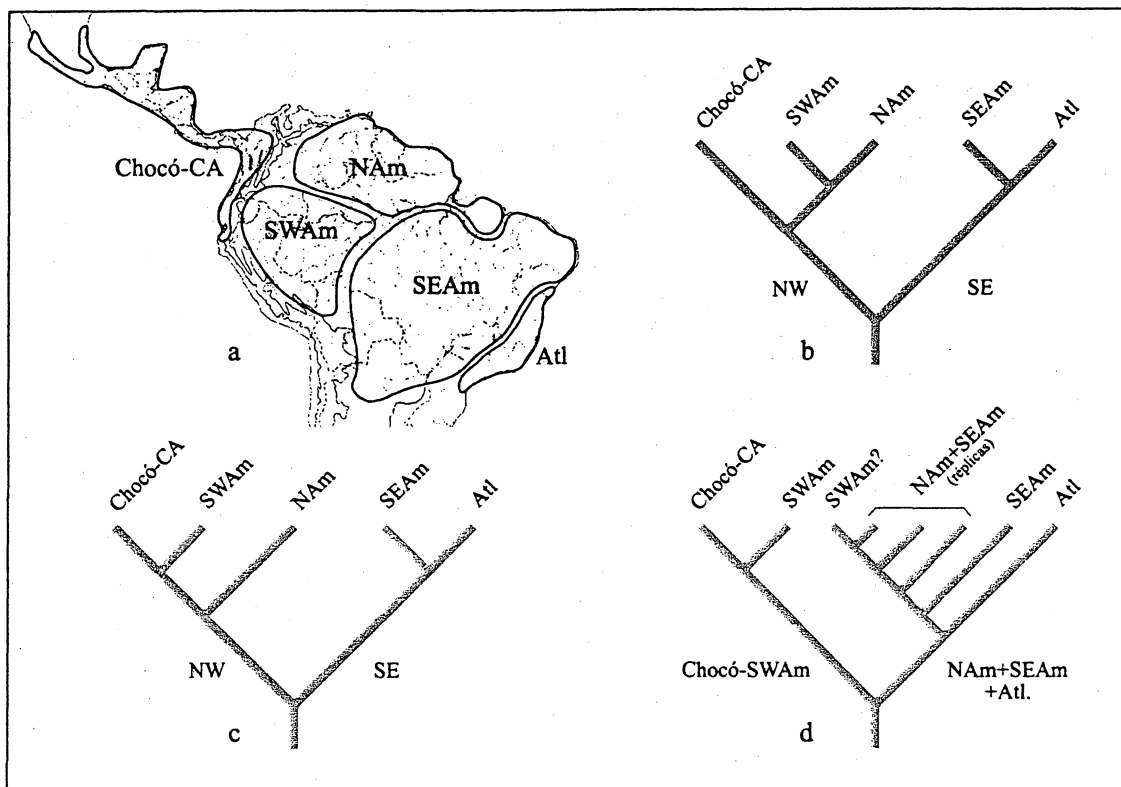 Chocó-CA
NAm
SWAm
SEAm
Atl
a
Chocó-CA
SWAm
NAm
SEAm
Atl
NW
SE
b
Chocó-CA
SWAm
NAm
SEAm
Atl
NW
SE
c
Chocó-CA
SWAm
SWAm?
NAm+SEAm
(réplicas)
SEAm
Atl
Chocó-SWAm
NAm+SEAm
+Atl.
d